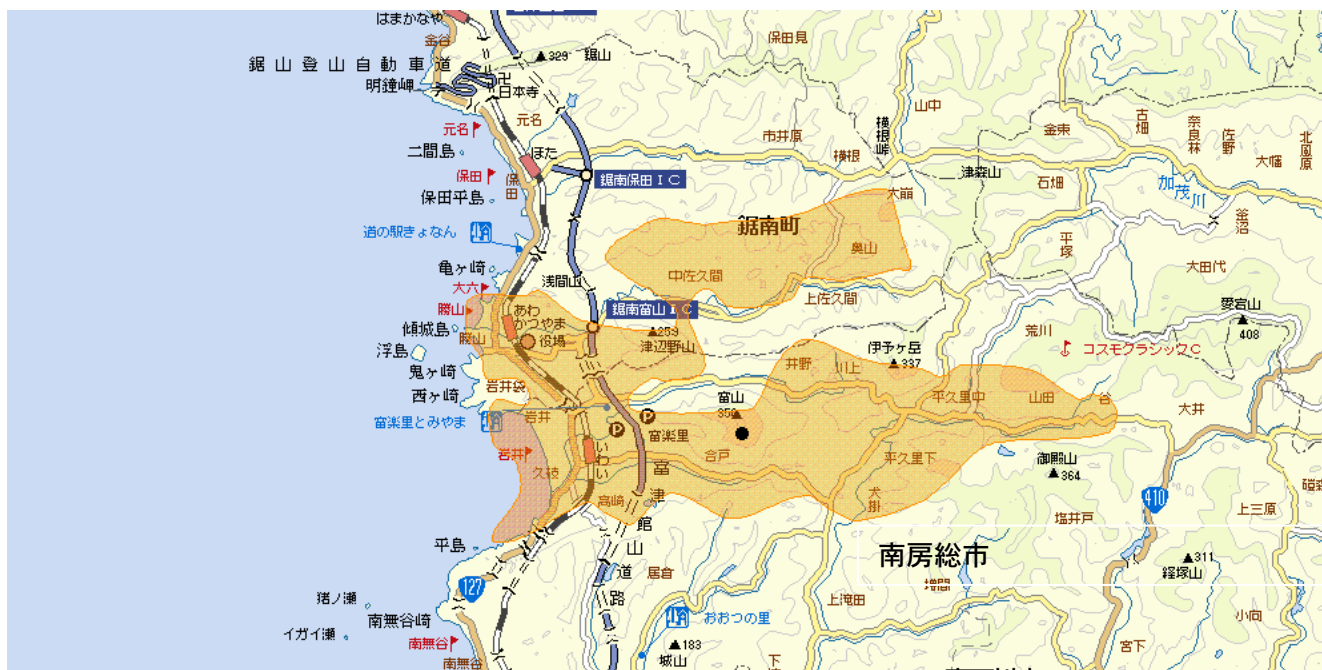 はまかなや
金谷
▲329 鋸山
保田見
鋸山登山自動車道
卍
日本寺
明鐘岬
山中
古畑
奈良林
佐野
北風原
元名
元名
ほた
市井原
横根峠
横根
金東
大幡
二間島
保田
保田
鋸南保田IC
津森山
石畑
加茂川
保田平島
大崩
釜沼
道の駅きょなん
鋸南町
奥山
平塚
大田代
亀ヶ崎
浅間山
中佐久間
大六
上佐久間
愛宕山
408
勝山
あわかつやま
鋸南富山IC
傾城島
勝山
役場
▲259
津辺野山
荒川
コスモクラシックC
浮島
伊予ヶ岳
▲337
井野
川上
鬼ヶ崎
岩井袋
西ヶ崎
富山
平久里中
山田
谷
大井
富楽里とみやま
岩井
P
P
富楽里
岩井
久枝
いわい
合戸
平久里下
御殿山
▲364
高崎
犬掛
410
富津館山道路
塩井戸
上三原
平島
南房総市
▲311
経塚山
127
居倉
増間
猪ノ瀬
上滝田
小向
南無谷崎
おおつの里
イガイ瀬
南無谷
▲183
城山
宮下
南無谷